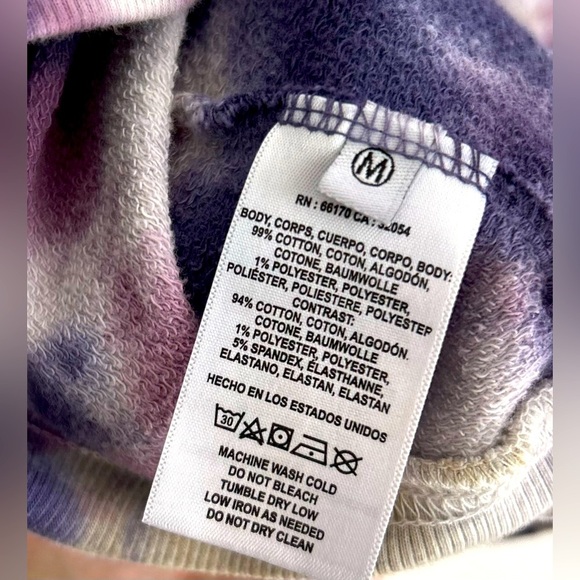 M
RN : 66170 CA : 32054
BODY, CORPS, CUERPO, CORPO, BODY:
99% COTTON, COTON, ALGODÓN,
COTONE, BAUMWOLLE
1% POLYESTER, POLYESTER,
POLIÉSTER, POLIESTERE, POLYESTER
CONTRAST:
94% COTTON, COTON, ALGODÓN.
COTONE, BAUMWOLLE
1% POLYESTER, POLYESTER,
5% SPANDEX, ÉLASTHANNE,
ELASTANO, ELASTAN, ELASTAN
HECHO EN LOS ESTADOS UNIDOS
30
MACHINE WASH COLD
DO NOT BLEACH
TUMBLE DRY LOW
LOW IRON AS NEEDED
DO NOT DRY CLEAN